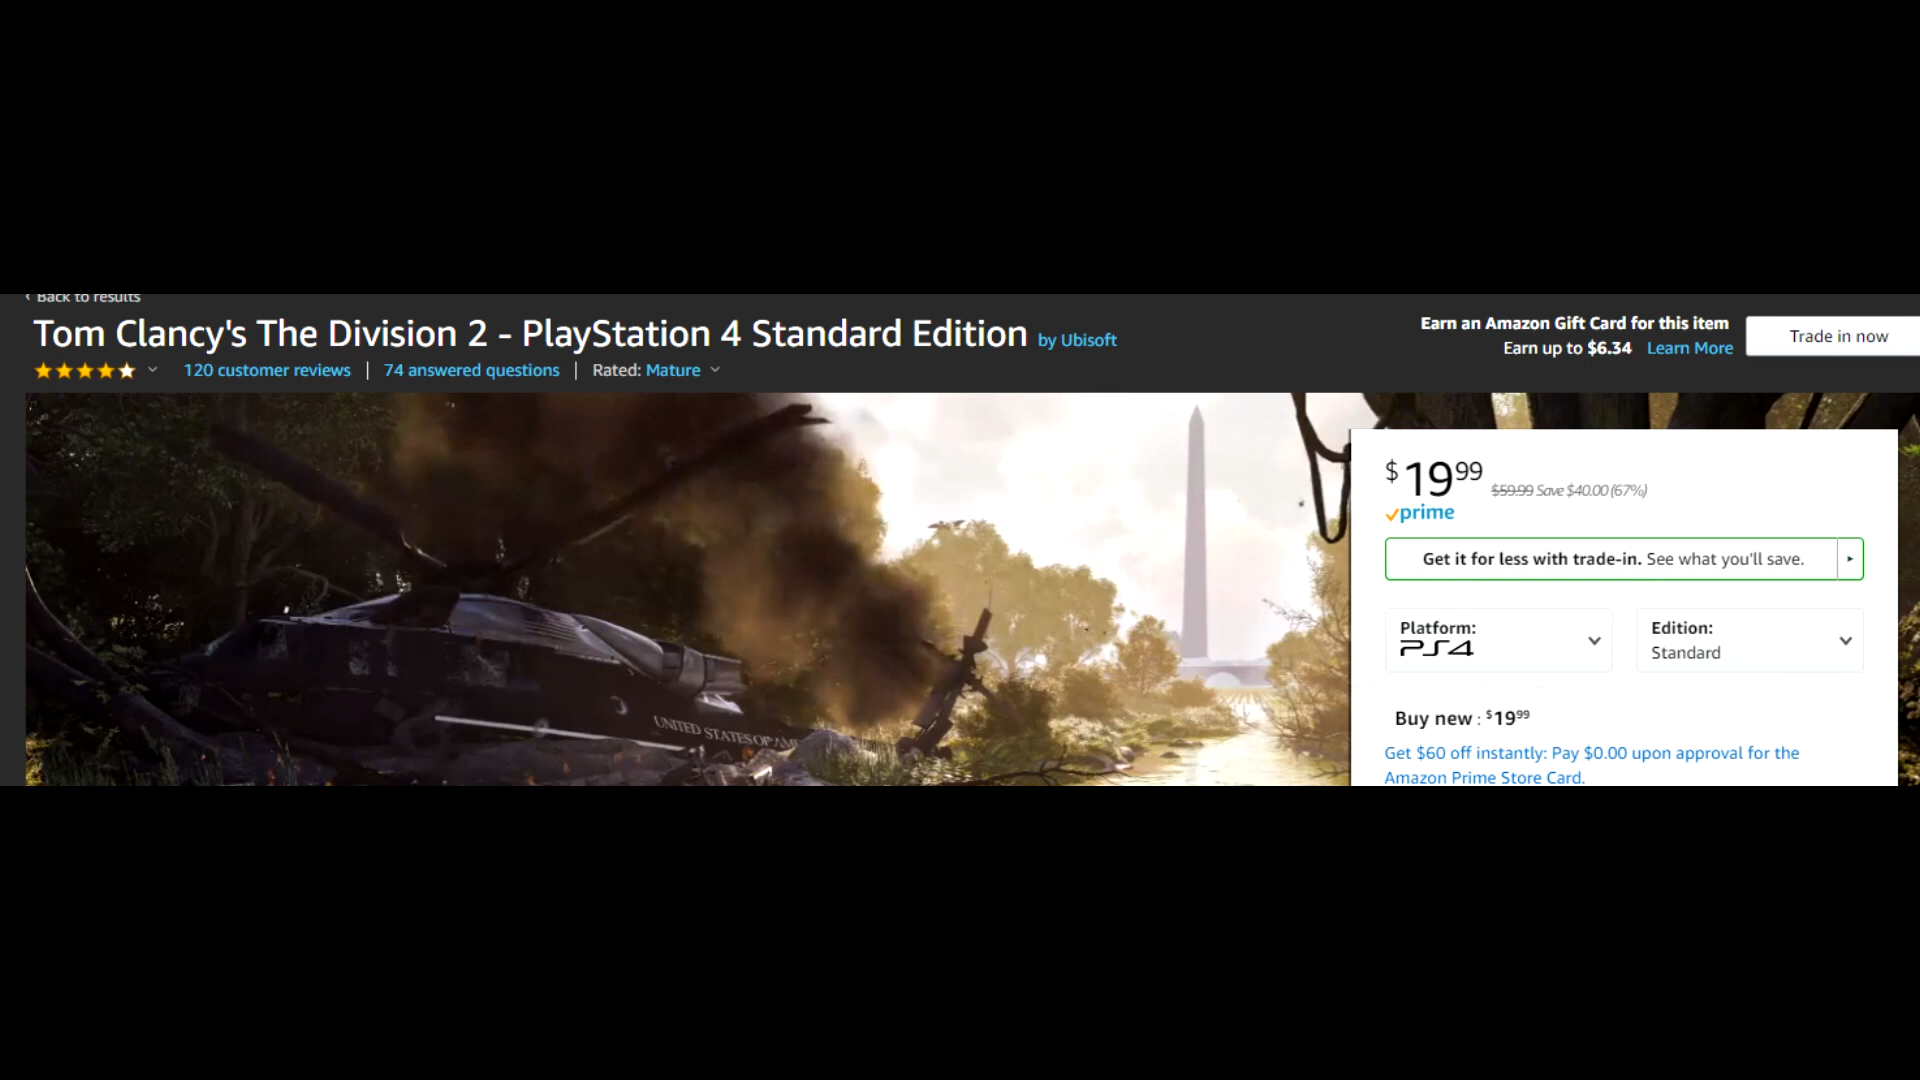 ‹ Back to results
Tom Clancy's The Division 2 - PlayStation 4 Standard Edition by Ubisoft
120 customer reviews | 74 answered questions | Rated: Mature
Earn an Amazon Gift Card for this item
Earn up to $6.34 Learn More
Trade in now
UNITED STATES OF AM
$19.99 $59.99 Save $40.00 (67%)
prime
Get it for less with trade-in. See what you'll save.
Platform:
PS4
Edition:
Standard
Buy new : $19.99
Get $60 off instantly: Pay $0.00 upon approval for the
Amazon Prime Store Card.